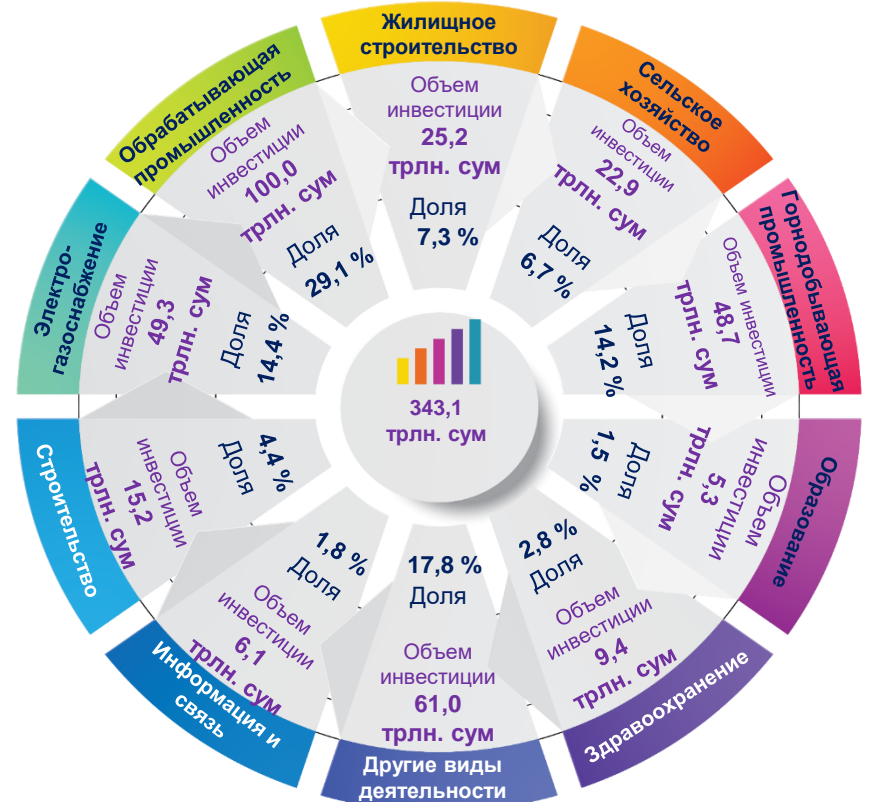 Жилищное
строительство
Объем
инвестиции
25,2
трлн. сум
Доля
7,3 %
Сельское
хозяйство
Объем
инвестиции
22,9
трлн. сум
Доля
6,7 %
Горнодобывающая
промышленность
Объем инвестиции
48,7
трлн. сум
Доля
14,2 %
Образование
Объем
инвестиции
5,3
трлн. сум
Доля
1,5 %
Здравоохранение
2,8 %
Доля
Объем
инвестиции
9,4
трлн. сум
Другие виды
деятельности
17,8 %
Доля
Объем
инвестиции
61,0
трлн. сум
Информация и
связь
1,8 %
Доля
Объем
инвестиции
6,1
трлн. сум
Строительство
4,4 %
Доля
Объем
инвестиции
15,2
трлн. сум
Электро-
газоснабжение
Объем
инвестиции
49,3
трлн. сум
Доля
14,4 %
Обрабатывающая
промышленность
Объем
инвестиции
100,0
трлн. сум
Доля
29,1 %
343,1
трлн. сум